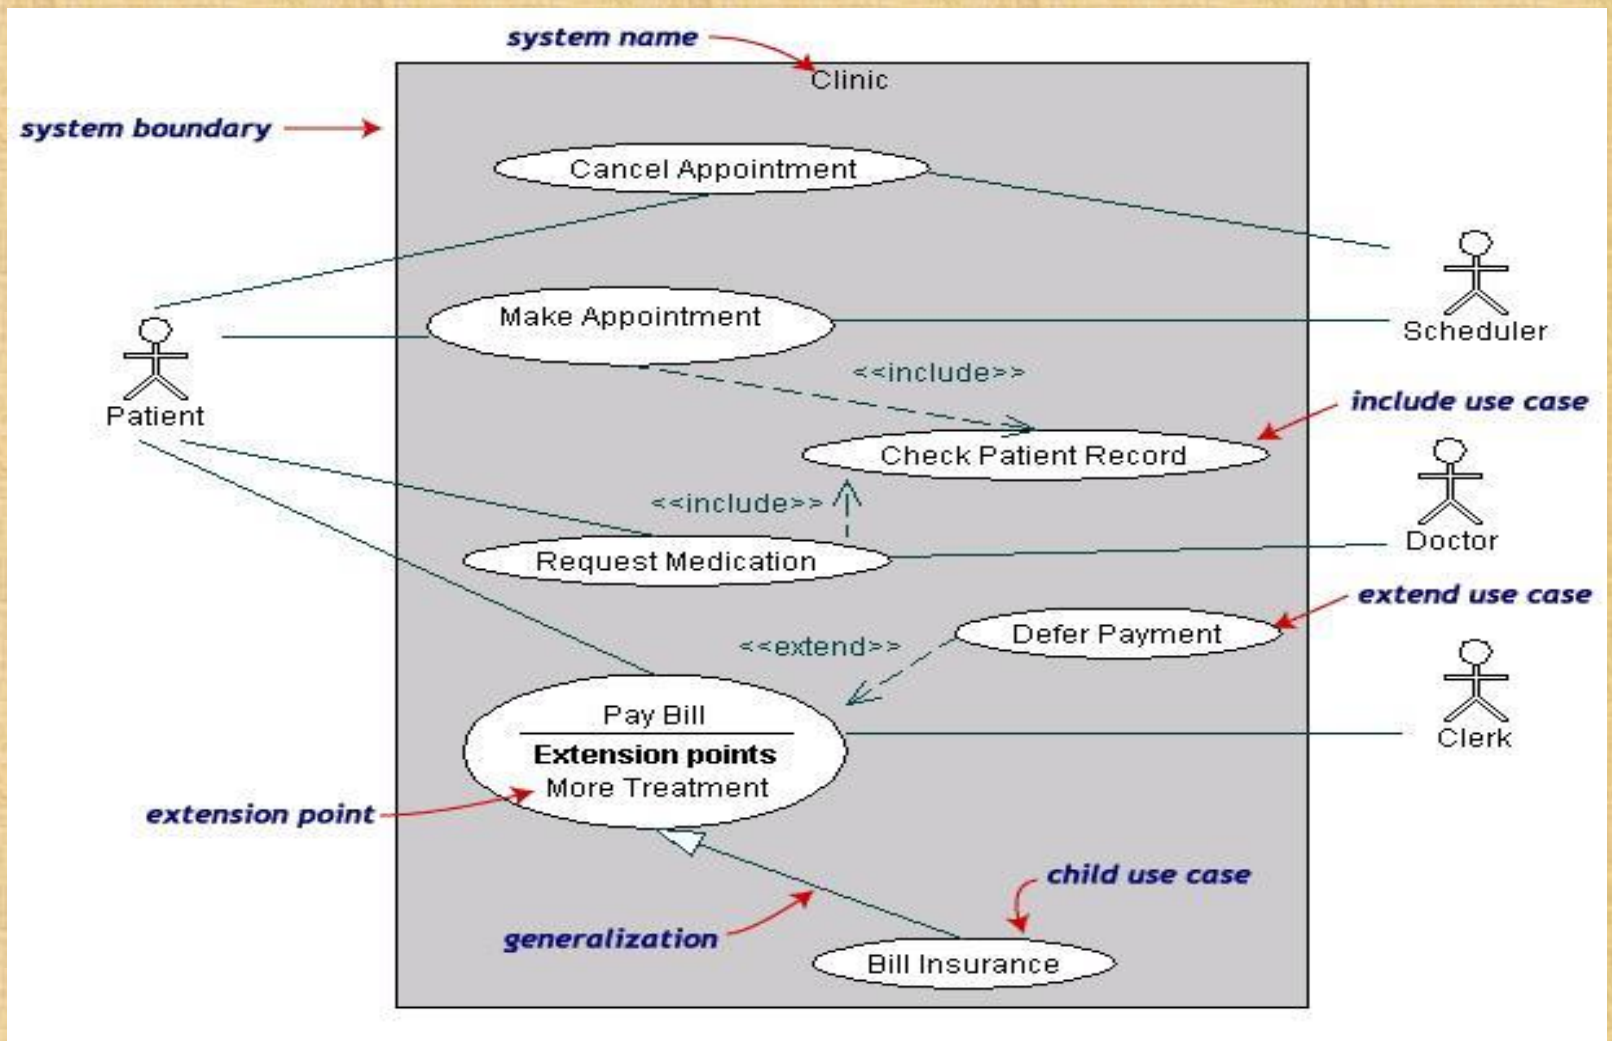 system name
Clinic
system boundary
Cancel Appointment
Make Appointment
Scheduler
Patient
<<include>>
include use case
Check Patient Record
<<include>>
Doctor
Request Medication
extend use case
Defer Payment
<<extend>>
Pay Bill
Clerk
Extension points
More Treatment
extension point
child use case
generalization
Bill Insurance